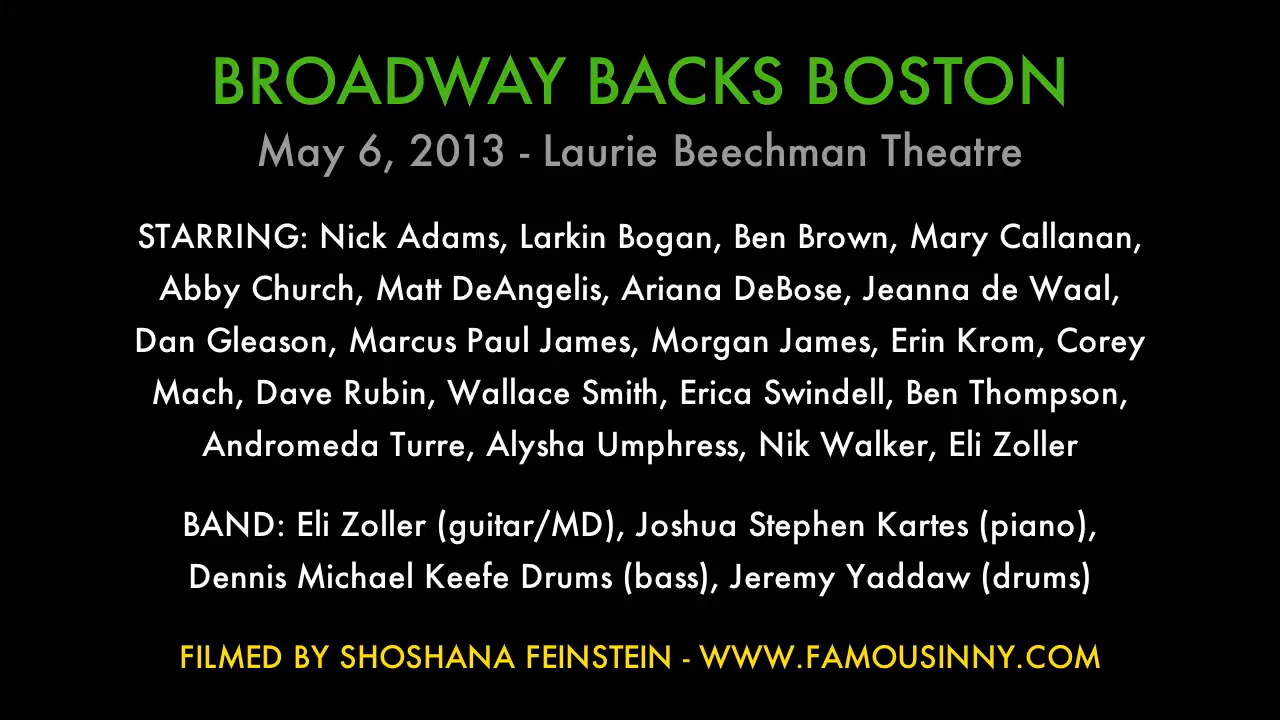 BROADWAY BACKS BOSTON
May 6, 2013 - Laurie Beechman Theatre
STARRING: Nick Adams, Larkin Bogan, Ben Brown, Mary Callanan,
Abby Church, Matt DeAngelis, Ariana DeBose, Jeanna de Waal,
Dan Gleason, Marcus Paul James, Morgan James, Erin Krom, Corey
Mach, Dave Rubin, Wallace Smith, Erica Swindell, Ben Thompson,
Andromeda Turre, Alysha Umphress, Nik Walker, Eli Zoller
BAND: Eli Zoller (guitar/MD), Joshua Stephen Kartes (piano),
Dennis Michael Keefe Drums (bass), Jeremy Yaddaw (drums)
FILMED BY SHOSHANA FEINSTEIN - WWW.FAMOUSINNY.COM